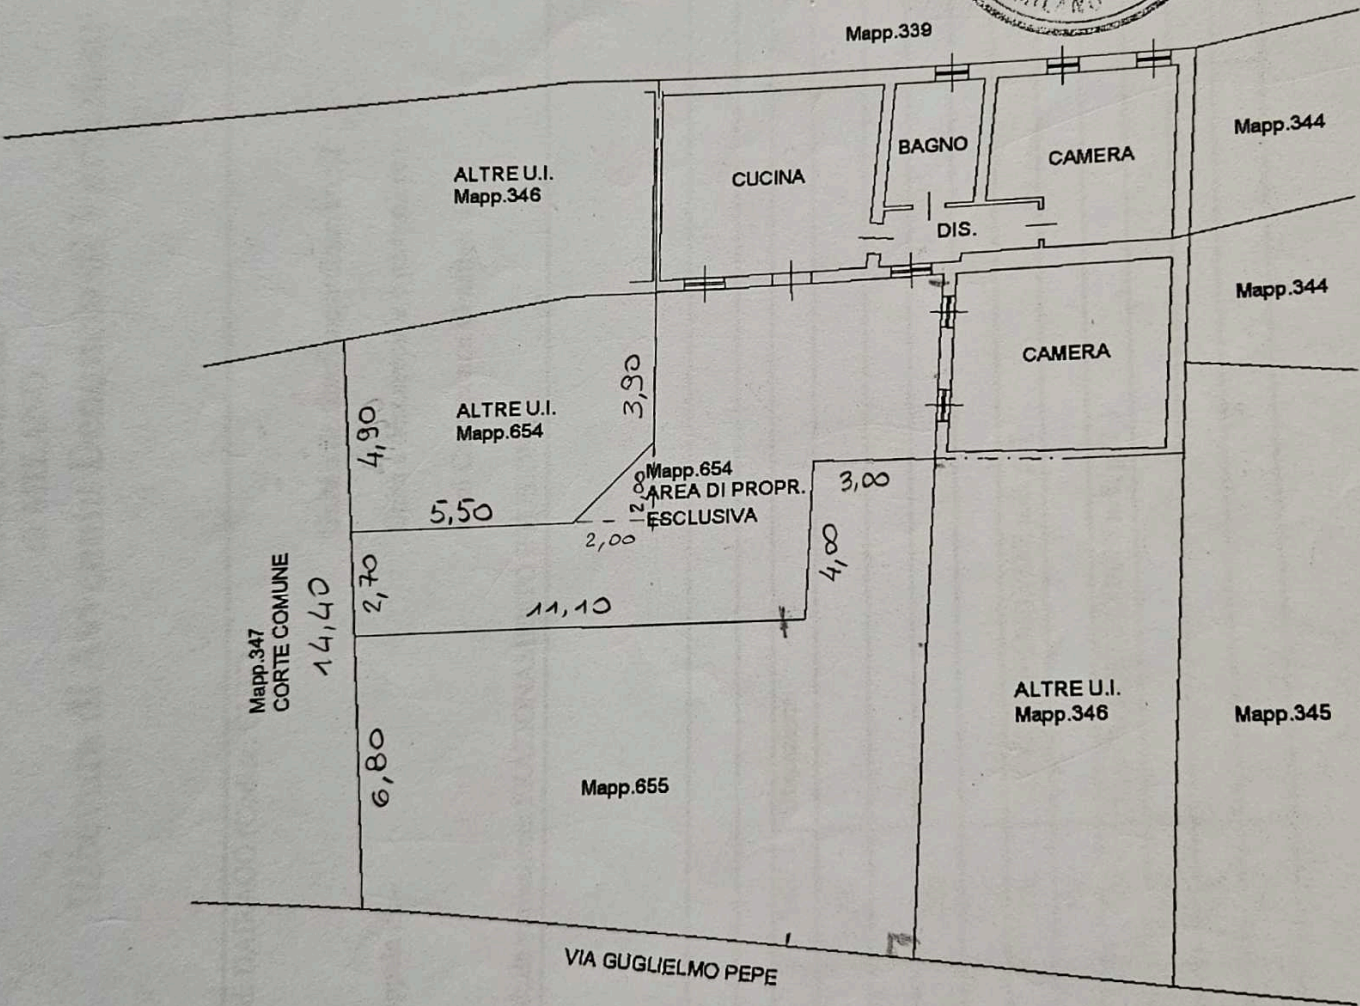 MILANO
Mapp.339
Mapp.344
ALTRE U.I.
Mapp.346
CUCINA
BAGNO
CAMERA
DIS.
Mapp.344
CAMERA
3,90
4,90
ALTRE U.I.
Mapp.654
Mapp.654
AREA DI PROPR.
ESCLUSIVA
2,8
3,00
5,50
2,00
4,00
2,70
11,10
Mapp.347
CORTE COMUNE
14,40
6,80
Mapp.655
ALTRE U.I.
Mapp.346
Mapp.345
VIA GUGLIELMO PEPE